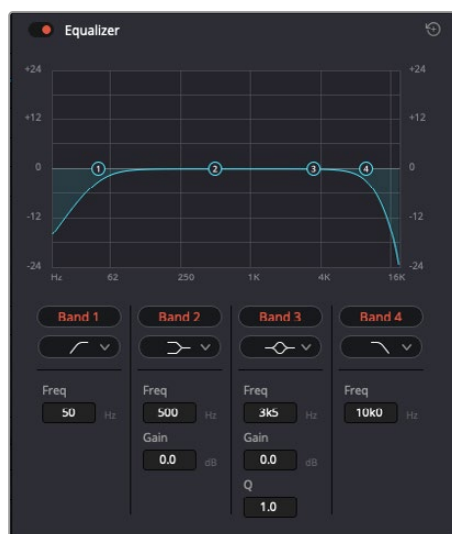 Equalizer
+24 +24
+12 +12
1 2 3 4
0 0
-12 -12
-24 -24
Hz 62 250 1K 4K 16K
Band 1 Band 2 Band 3 Band 4
Freq Freq Freq Freq
50 Hz 500 Hz 3k5 Hz 10k0 Hz
Gain Gain
0.0 dB 0.0 dB
Q
1.0